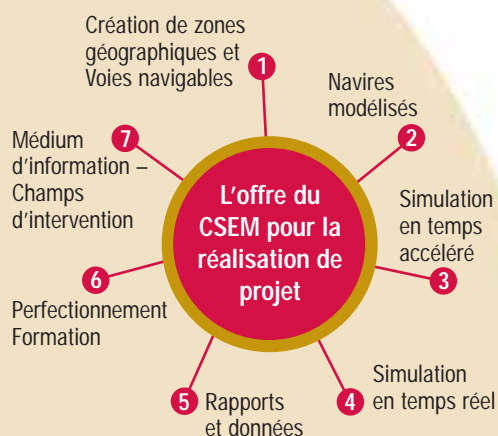 Création de zones
géographiques et
Voies navigables
1
Navires
modélisés
2
Simulation
en temps
accéléré
3
Simulation
en temps réel
4
5
Rapports
et données
6
Perfectionnement
Formation
7
Médium
d'information –
Champs
d'intervention
L'offre du
CSEM pour la
réalisation de
projet